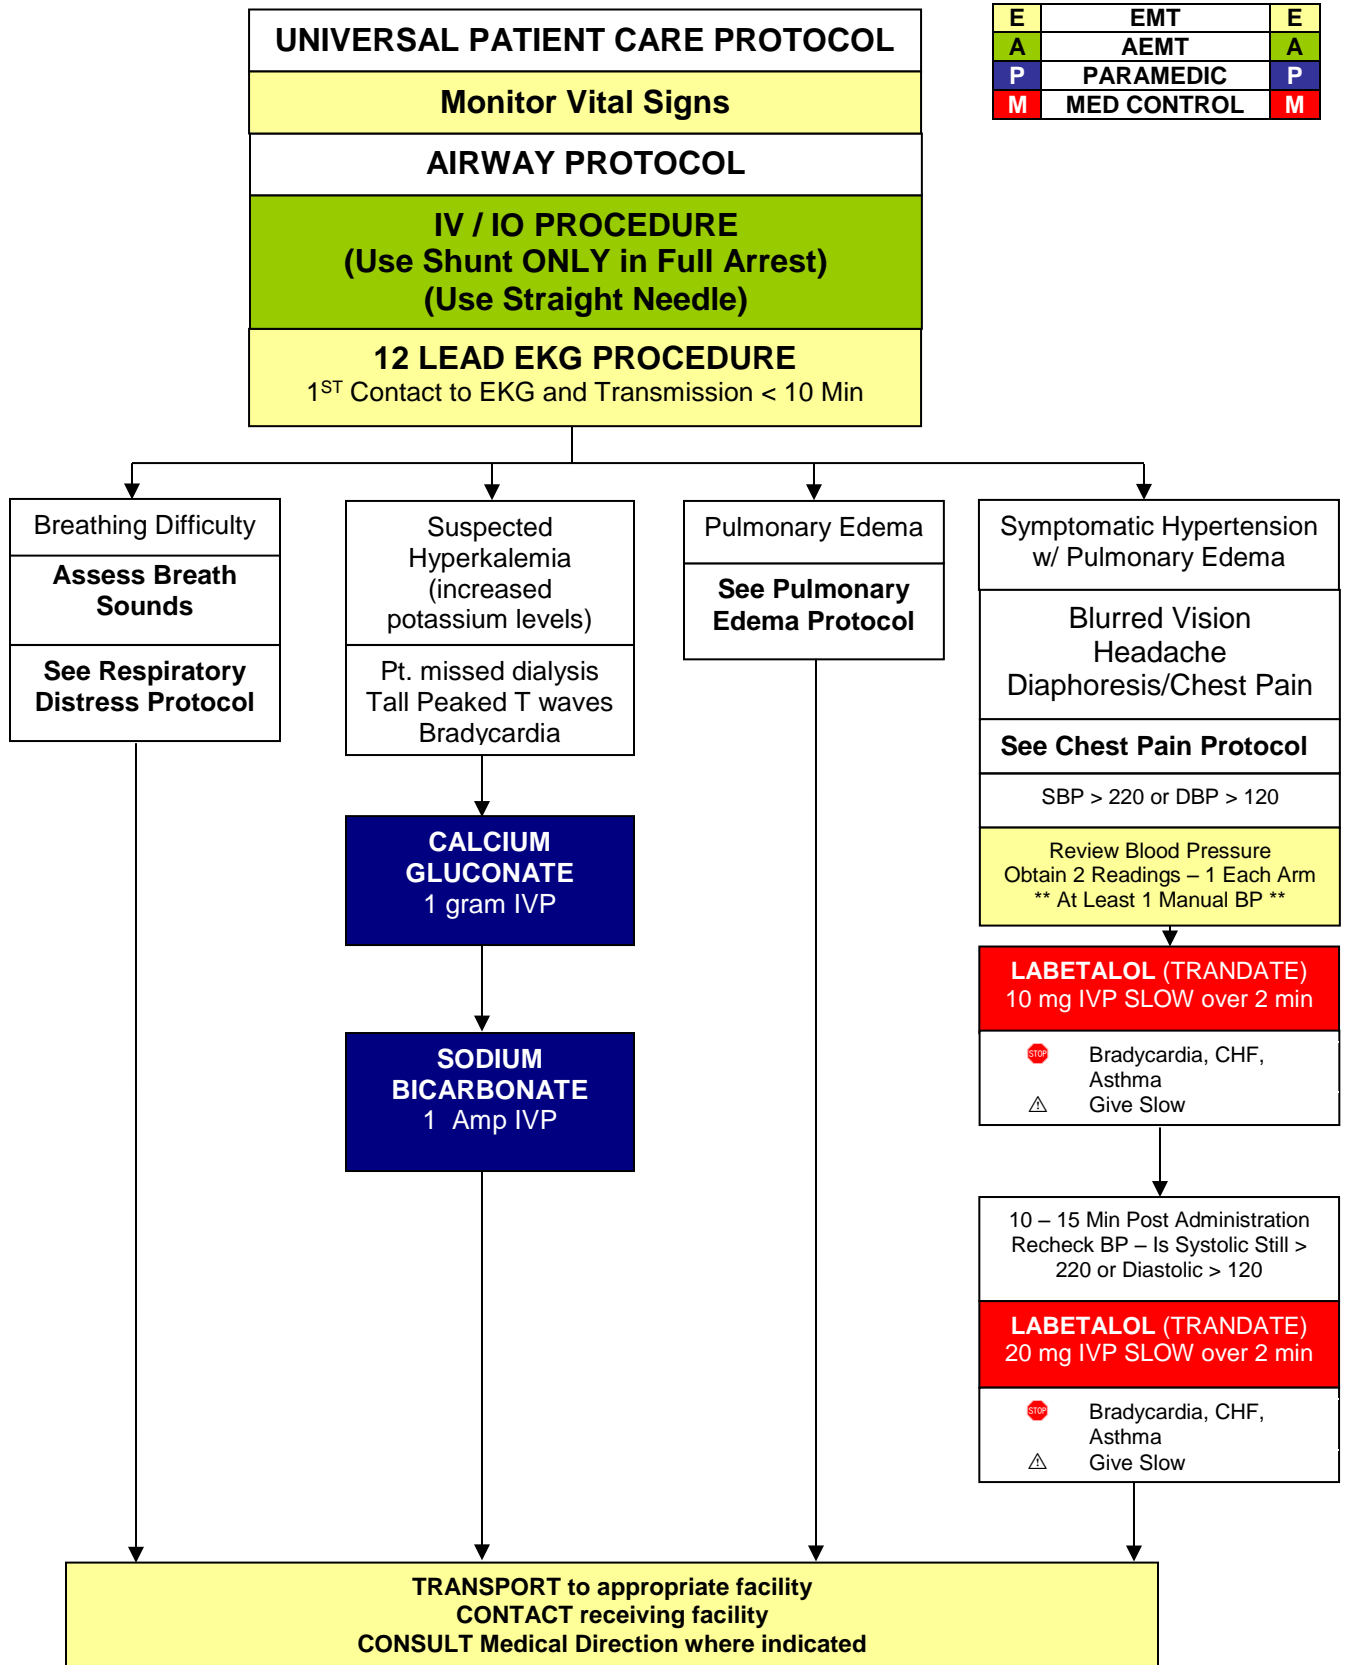 E EMT E
A AEMT A
P PARAMEDIC P
M MED CONTROL M
UNIVERSAL PATIENT CARE PROTOCOL
Monitor Vital Signs
AIRWAY PROTOCOL
IV / IO PROCEDURE
(Use Shunt ONLY in Full Arrest)
(Use Straight Needle)
12 LEAD EKG PROCEDURE
1ST Contact to EKG and Transmission < 10 Min
Breathing Difficulty
Assess Breath
Sounds
See Respiratory
Distress Protocol
Suspected
Hyperkalemia
(increased
potassium levels)
Pt. missed dialysis
Tall Peaked T waves
Bradycardia
CALCIUM
GLUCONATE
1 gram IVP
SODIUM
BICARBONATE
1 Amp IVP
Pulmonary Edema
See Pulmonary
Edema Protocol
Symptomatic Hypertension
w/ Pulmonary Edema
Blurred Vision
Headache
Diaphoresis/Chest Pain
See Chest Pain Protocol
SBP > 220 or DBP > 120
Review Blood Pressure
Obtain 2 Readings – 1 Each Arm
** At Least 1 Manual BP **
LABETALOL (TRANDATE)
10 mg IVP SLOW over 2 min
STOP Bradycardia, CHF,
Asthma
⚠ Give Slow
10 – 15 Min Post Administration
Recheck BP – Is Systolic Still >
220 or Diastolic > 120
LABETALOL (TRANDATE)
20 mg IVP SLOW over 2 min
STOP Bradycardia, CHF,
Asthma
⚠ Give Slow
TRANSPORT to appropriate facility
CONTACT receiving facility
CONSULT Medical Direction where indicated